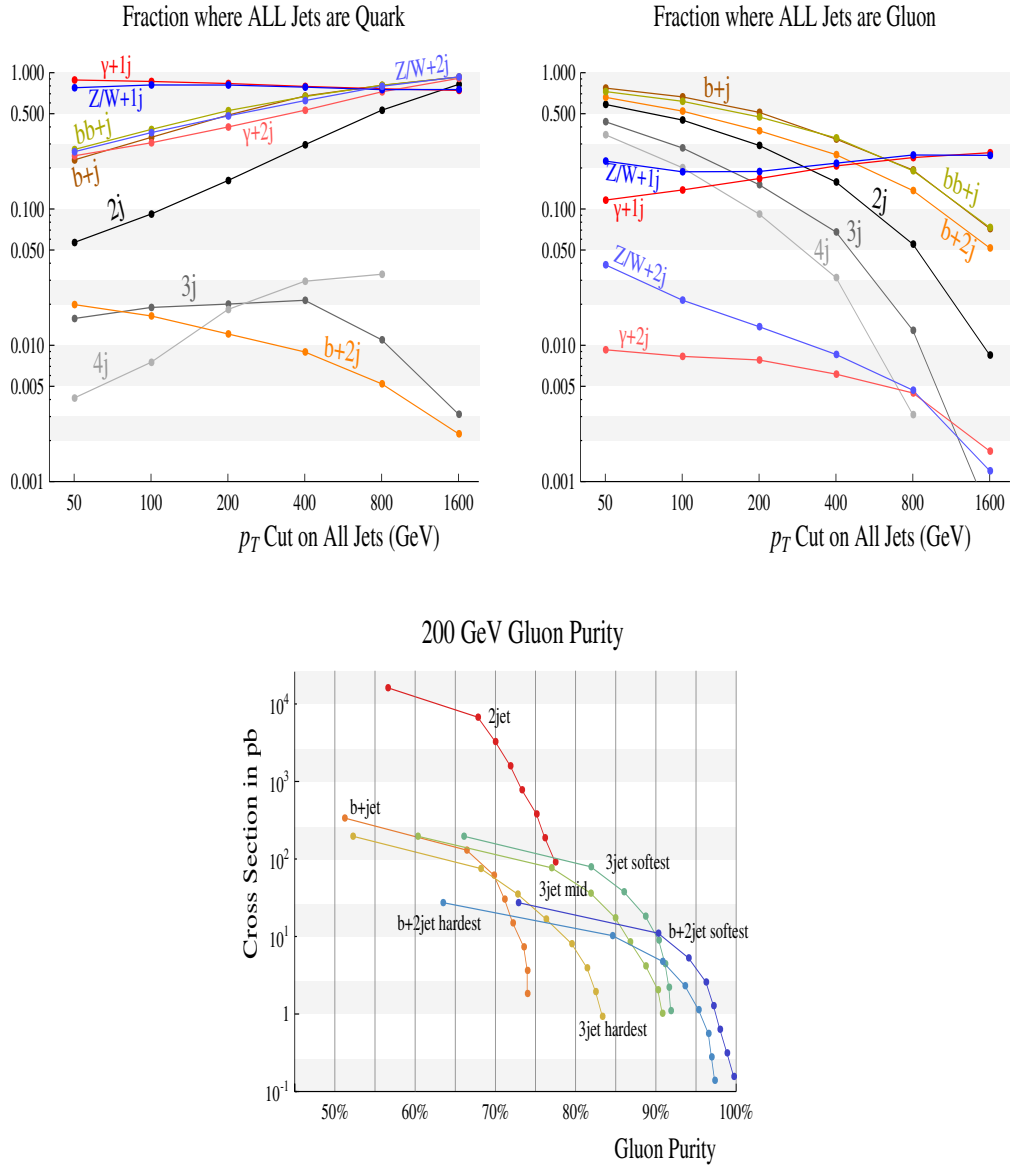 Fraction where ALL Jets are Quark
1.000
0.500
0.100
0.050
0.010
0.005
0.001
γ+1j
Z/W+1j
Z/W+2j
bb+j
γ+2j
b+j
2j
3j
4j
b+2j
50 100 200 400 800 1600
p_T Cut on All Jets (GeV)
Fraction where ALL Jets are Gluon
1.000
0.500
0.100
0.050
0.010
0.005
0.001
b+j
Z/W+1j
γ+1j
bb+j
2j
b+2j
3j
4j
Z/W+2j
γ+2j
50 100 200 400 800 1600
p_T Cut on All Jets (GeV)
200 GeV Gluon Purity
Cross Section in pb
10^4
10^3
10^2
10^1
1
10^-1
2jet
b+jet
3jet softest
3jet mid
b+2jet hardest
b+2jet softest
3jet hardest
50% 60% 70% 80% 90% 100%
Gluon Purity